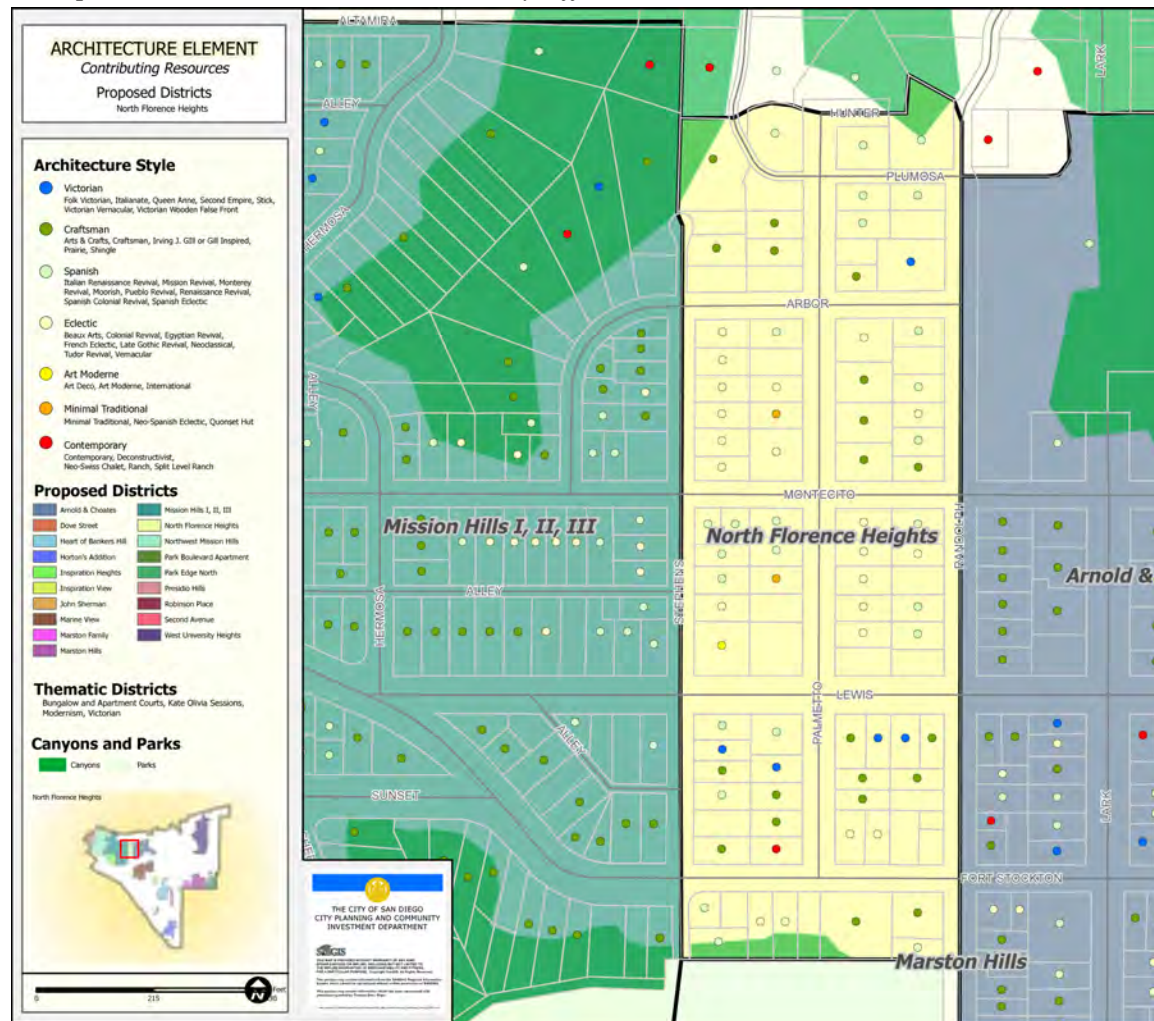 ARCHITECTURE ELEMENT
Contributing Resources
Proposed Districts
North Florence Heights
Architecture Style
Victorian
Folk Victorian, Italianate, Queen Anne, Second Empire, Stick,
Victorian Vernacular, Victorian Wooden False Front
Craftsman
Arts & Crafts, Craftsman, Irving J. Gill or Gill Inspired,
Prairie, Shingle
Spanish
Italian Renaissance Revival, Mission Revival, Monterey
Revival, Moorish, Pueblo Revival, Renaissance Revival,
Spanish Colonial Revival, Spanish Eclectic
Eclectic
Beaux Arts, Colonial Revival, Egyptian Revival,
French Eclectic, Late Gothic Revival, Neoclassical,
Tudor Revival, Vernacular
Art Moderne
Art Deco, Art Moderne, International
Minimal Traditional
Minimal Traditional, Neo-Spanish Eclectic, Quonset Hut
Contemporary
Contemporary, Deconstructivist,
Neo-Swiss Chalet, Ranch, Split Level Ranch
Proposed Districts
Arnold & Choates
Dove Street
Heart of Bankers Hill
Horton's Addition
Inspiration Heights
Inspiration View
John Sherman
Marine View
Marston Family
Marston Hills
Mission Hills I, II, III
North Florence Heights
Northwest Mission Hills
Park Boulevard Apartment
Park Edge North
Presidio Hills
Robinson Place
Second Avenue
West University Heights
Thematic Districts
Bungalow and Apartment Courts, Kate Olivia Sessions,
Modernism, Victorian
Canyons and Parks
Canyons
Parks
North Florence Heights
0
215
Feet
N
ALTAMIRA
ALLEY
HERMOSA
ALLEY
HUNTER
LARK
PLUMOSA
ARBOR
MONTECITO
Mission Hills I, II, III
North Florence Heights
RANDOLPH
Arnold &
STEPHENS
ALLEY
HERMOSA
PALMETTO
LEWIS
ALLEY
SUNSET
LARK
FORT STOCKTON
Marston Hills
THE CITY OF SAN DIEGO
CITY PLANNING AND COMMUNITY
INVESTMENT DEPARTMENT
SanGIS